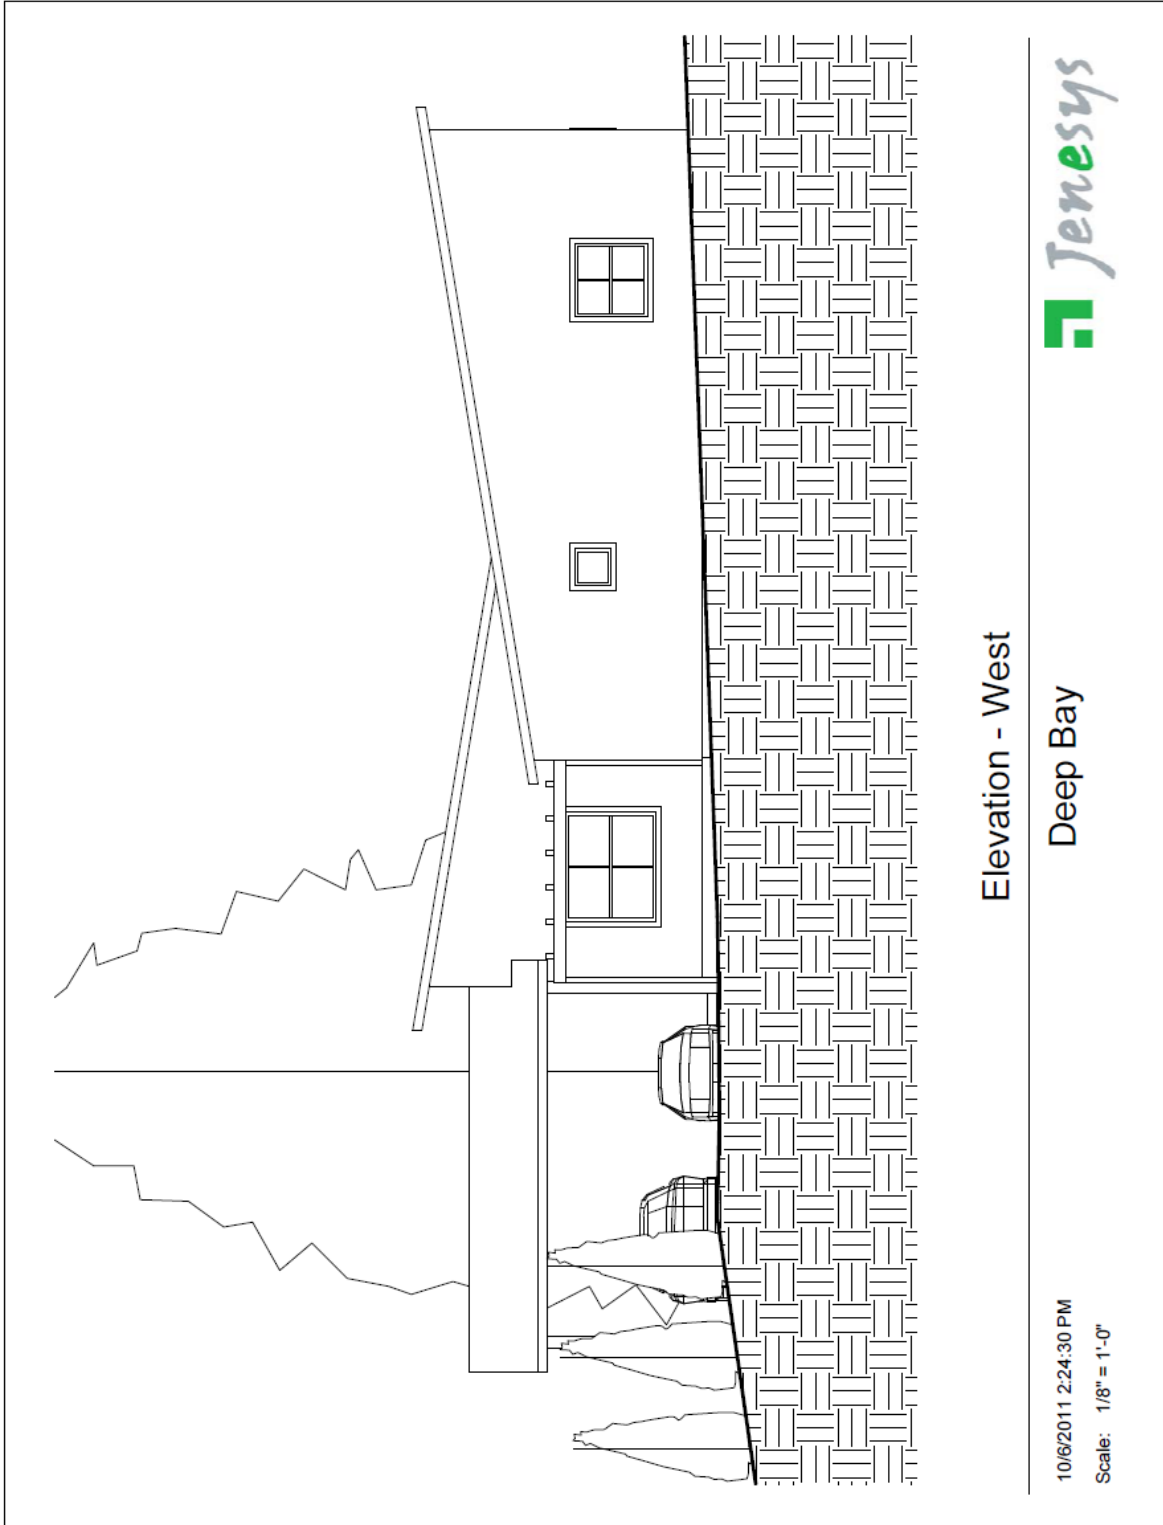 Elevation - West
Deep Bay
Jenesys
10/6/2011 2:24:30 PM
Scale: 1/8" = 1'-0"